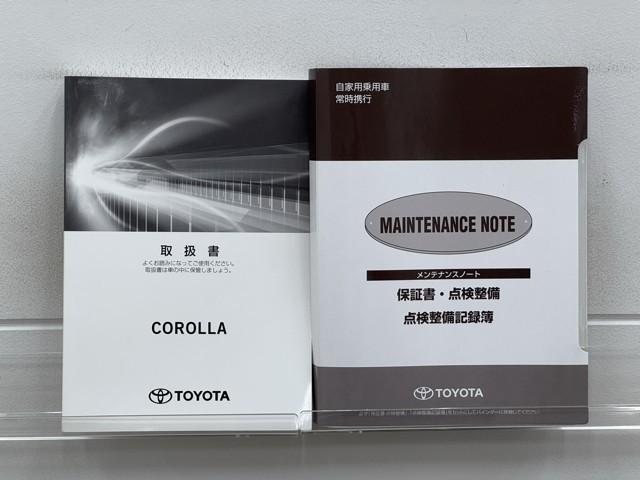 取扱書
よくお読みになってご使用ください。
取扱書は車の中に保管しましょう。
COROLLA
TOYOTA
自家用乗用車
常時携行
MAINTENANCE NOTE
メンテナンスノート
保証書・点検整備
点検整備記録簿
TOYOTA